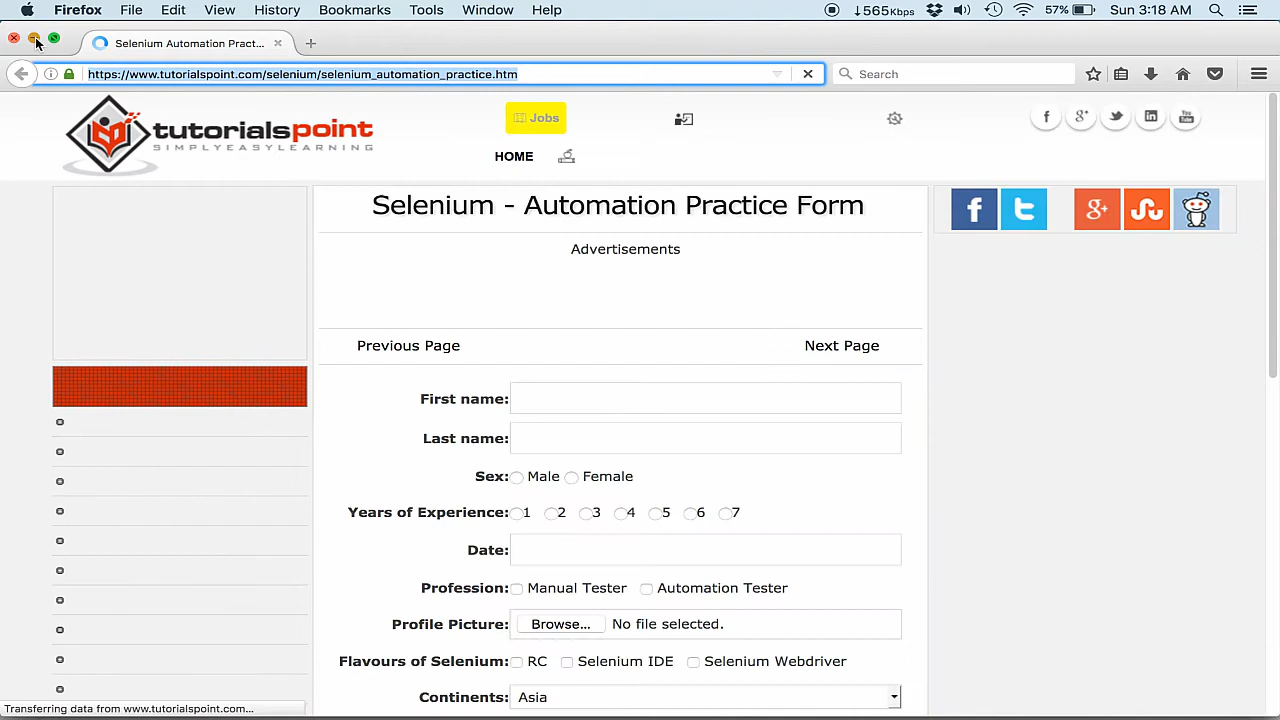 Firefox File Edit View History Bookmarks Tools Window Help ↓565Kbps 57% Sun 3:18 AM
Selenium Automation Pract...
https://www.tutorialspoint.com/selenium/selenium_automation_practice.htm Search
tutorialspoint
SIMPLYEASYLEARNING
Jobs
HOME
Selenium - Automation Practice Form
Advertisements
Previous Page Next Page
First name:
Last name:
Sex: Male Female
Years of Experience: 1 2 3 4 5 6 7
Date:
Profession: Manual Tester Automation Tester
Profile Picture: Browse... No file selected.
Flavours of Selenium: RC Selenium IDE Selenium Webdriver
Continents: Asia
Transferring data from www.tutorialspoint.com...